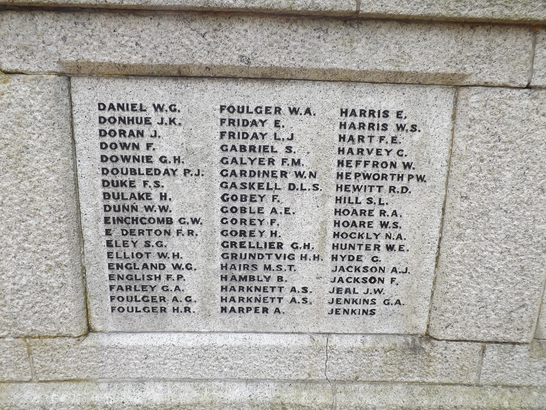 DANIEL W.G.
DONHUE J.K.
DORAN J.
DOWN F.
DOWNIE G.H.
DOUBLEDAY P.J.
DUKE F.S.
DULAKE H.
DUNN W.W.
EINCHCOMB G.W.
E DERTON F.R.
ELEY S.G.
ELLIOT W.H.
ENGLAND W.G.
ENGLISH F.P.
FARLEY G.A.
FOULGER A.G.
FOULGER H.R.
FOULGER W.A.
FRIDAY E.
FRIDAY L.J
GABRIEL S.
GALYER F.M.
GARDINER W.N
GASKELL D.L.S.
GOBEY F.
GOBLE A.E.
GOREY F.
GOREY H.
GRELLIER G.H.
GRUNDTVIG H.H.
HAIRS M.S.T.
HAMBLY B.
HARKNETT A.S.
HARKNETT A.S.
HARPER A.
HARRIS E.
HARRIS W.S.
HART F.E.
HARVEY C.
HEFFRON W.
HEPWORTH P.W.
HEWITT R.D.
HILL S.L.
HOARE R.A.
HOARE W.S.
HOCKLY N.A.
HUNTER W.E.
HYDE G.
JACKSON A.J.
JACKSON F.
JEAL J.W.
JENKINS G.A.
JENKINS